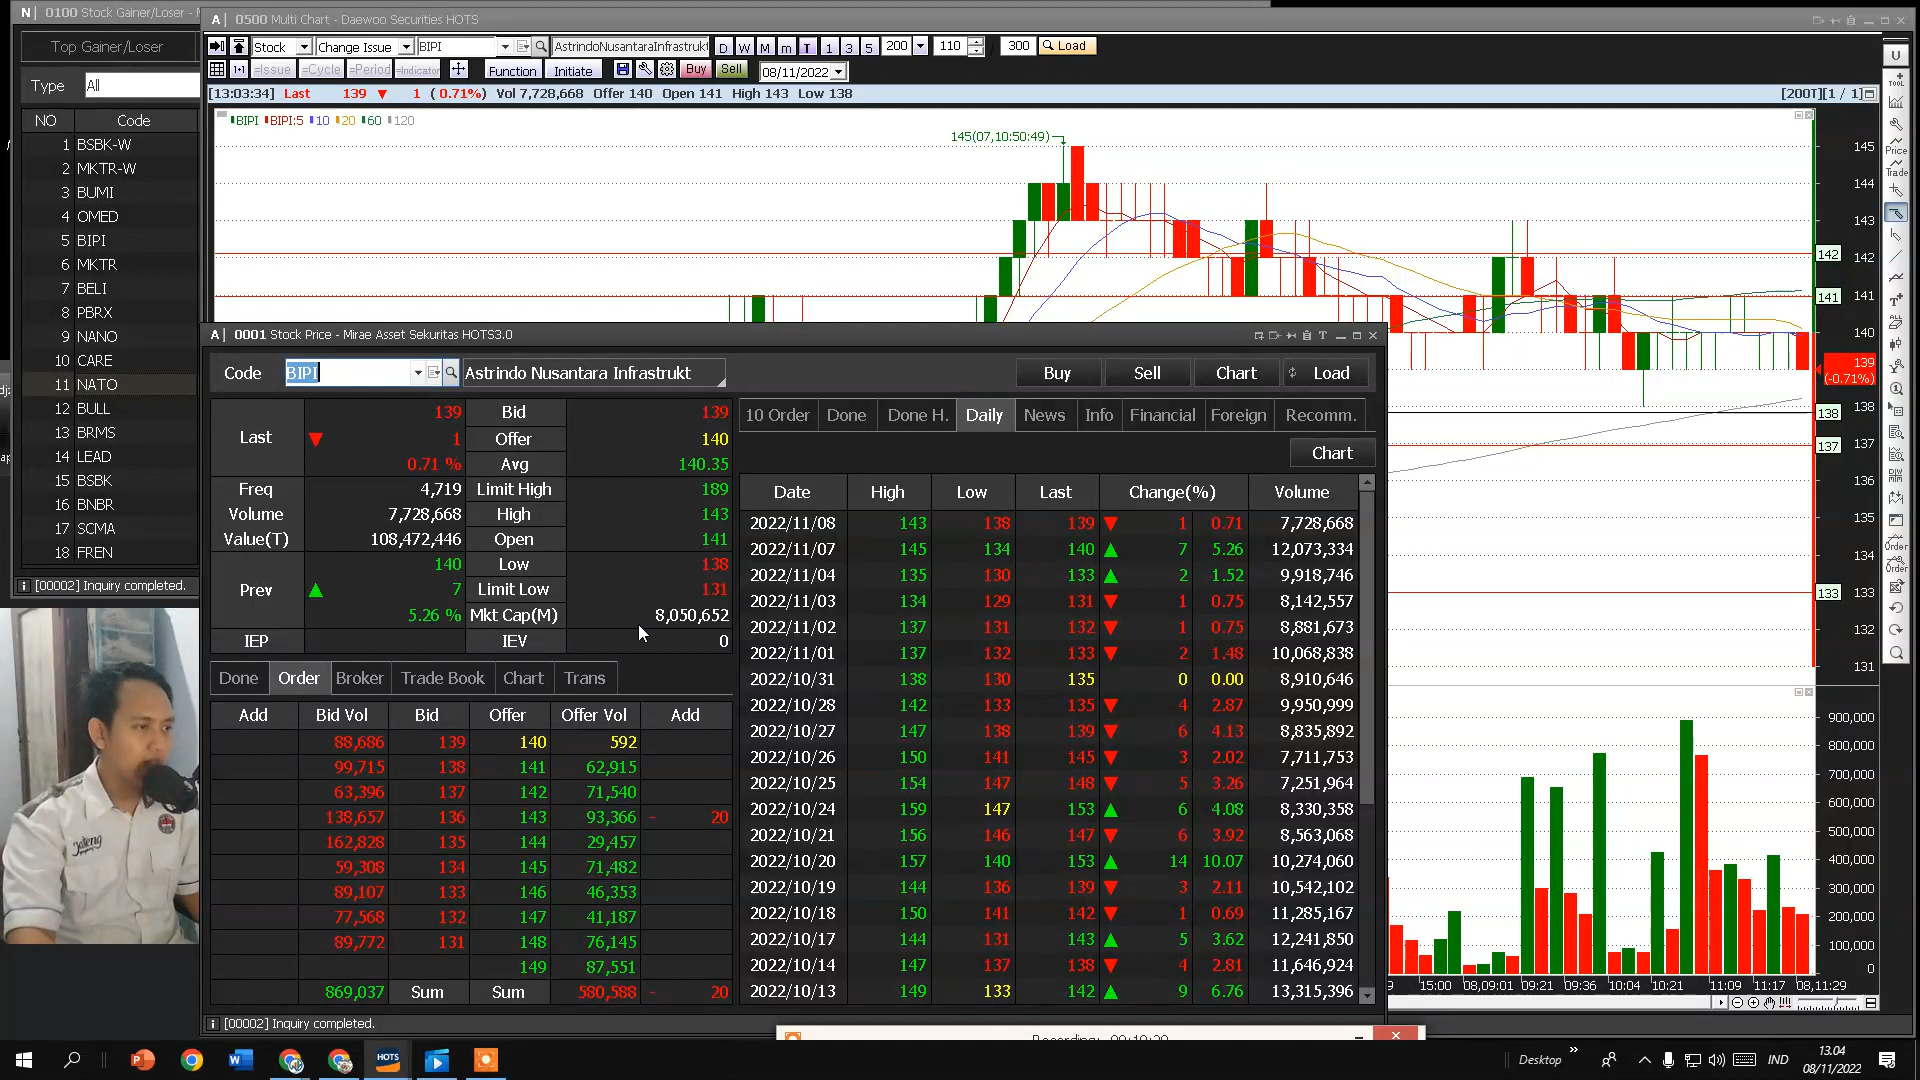 N 0100 Stock Gainer/Loser -
Top Gainer/Loser
Type All
NO Code
1 BSBK-W
2 MKTR-W
3 BUMI
4 OMED
5 BIPI
6 MKTR
7 BELI
8 PBRX
9 NANO
10 CARE
11 NATO
12 BULL
13 BRMS
14 LEAD
15 BSBK
16 BNBR
17 SCMA
18 FREN
[00002] Inquiry completed.
A 0500 Multi Chart - Daewoo Securities HOTS
Stock Change Issue BIPI AstrindoNusantaraInfrastrukt D W M m T 1 3 5 200 110 / 300 Load
=Issue =Cycle =Period =Indicator Function Initiate Buy Sell 08/11/2022
[13:03:34] Last 139 ▼ 1 ( 0.71%) Vol 7,728,668 Offer 140 Open 141 High 143 Low 138 [200T][1 / 1]
BIPI BIPI:5 10 20 60 120
145(07,10:50:49)
145
144
143
142 142
141 141
140
139
(-0.71%)
138 138
137 137
136
135
134
133 133
132
131
900,000
800,000
700,000
600,000
500,000
400,000
300,000
200,000
100,000
0
15:00 08,09:01 09:21 09:36 10:04 10:21 11:09 11:17 08,11:29
U
TOOL
Price
Trade
ALL
Order
Order
A 0001 Stock Price - Mirae Asset Sekuritas HOTS3.0
Code BIPI Astrindo Nusantara Infrastrukt Buy Sell Chart Load
Last 139 ▼ 1 0.71 %
Bid 139
Offer 140
Avg 140.35
Freq 4,719 Limit High 189
Volume 7,728,668 High 143
Value(T) 108,472,446 Open 141
Prev 140 ▲ 7 5.26 %
Low 138
Limit Low 131
Mkt Cap(M) 8,050,652
IEP IEV 0
Done Order Broker Trade Book Chart Trans
Add Bid Vol Bid Offer Offer Vol Add
88,686 139 140 592
99,715 138 141 62,915
63,396 137 142 71,540
138,657 136 143 93,366 - 20
162,828 135 144 29,457
59,308 134 145 71,482
89,107 133 146 46,353
77,568 132 147 41,187
89,772 131 148 76,145
149 87,551
869,037 Sum Sum 580,588 - 20
[00002] Inquiry completed.
10 Order Done Done H. Daily News Info Financial Foreign Recomm.
Chart
Date High Low Last Change(%) Volume
2022/11/08 143 138 139 ▼ 1 0.71 7,728,668
2022/11/07 145 134 140 ▲ 7 5.26 12,073,334
2022/11/04 135 130 133 ▲ 2 1.52 9,918,746
2022/11/03 134 129 131 ▼ 1 0.75 8,142,557
2022/11/02 137 131 132 ▼ 1 0.75 8,881,673
2022/11/01 137 132 133 ▼ 2 1.48 10,068,838
2022/10/31 138 130 135 0 0.00 8,910,646
2022/10/28 142 133 135 ▼ 4 2.87 9,950,999
2022/10/27 147 138 139 ▼ 6 4.13 8,835,892
2022/10/26 150 141 145 ▼ 3 2.02 7,711,753
2022/10/25 154 147 148 ▼ 5 3.26 7,251,964
2022/10/24 159 147 153 ▲ 6 4.08 8,330,358
2022/10/21 156 146 147 ▼ 6 3.92 8,563,068
2022/10/20 157 140 153 ▲ 14 10.07 10,274,060
2022/10/19 144 136 139 ▼ 3 2.11 10,542,102
2022/10/18 150 141 142 ▼ 1 0.69 11,285,167
2022/10/17 144 131 143 ▲ 5 3.62 12,241,850
2022/10/14 147 137 138 ▼ 4 2.81 11,646,924
2022/10/13 149 133 142 ▲ 9 6.76 13,315,396
Jateng
HOTS
Desktop
IND
13.04
08/11/2022